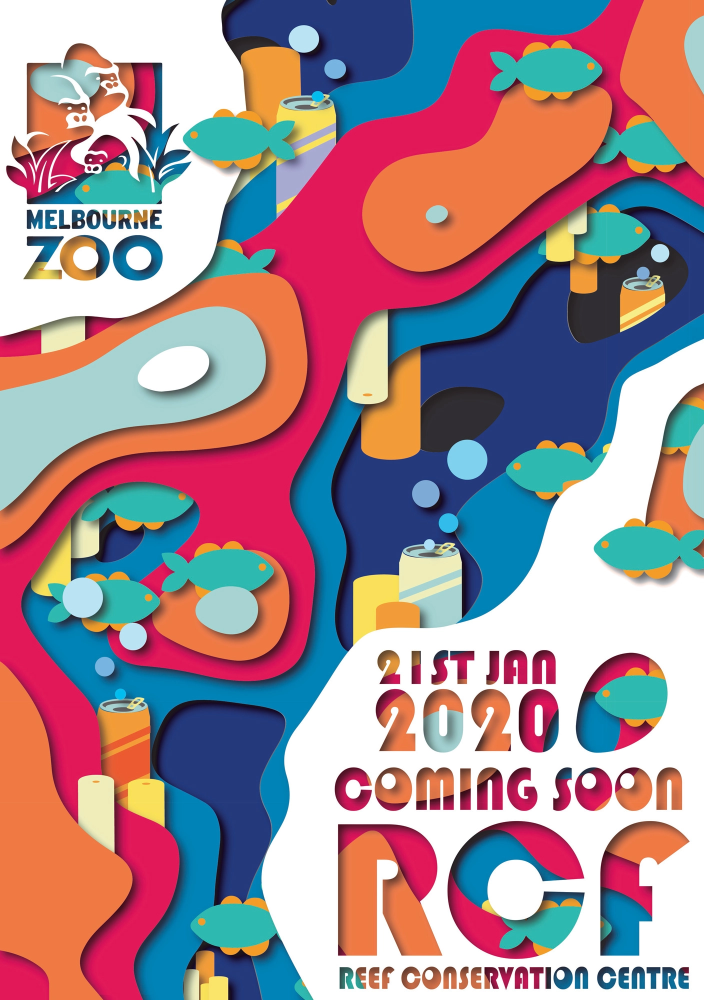 MELBOURNE
ZOO
21ST JAN
2020
COMING SOON
RCF
REEF CONSERVATION CENTRE